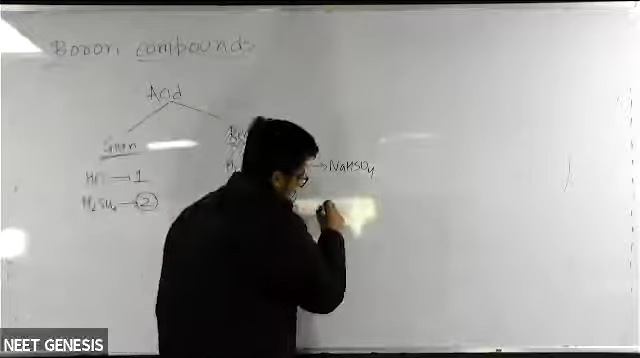 Boron compounds
Acid
HCl → 1
→ NaHSO4
H2SO4 → 2
NEET GENESIS